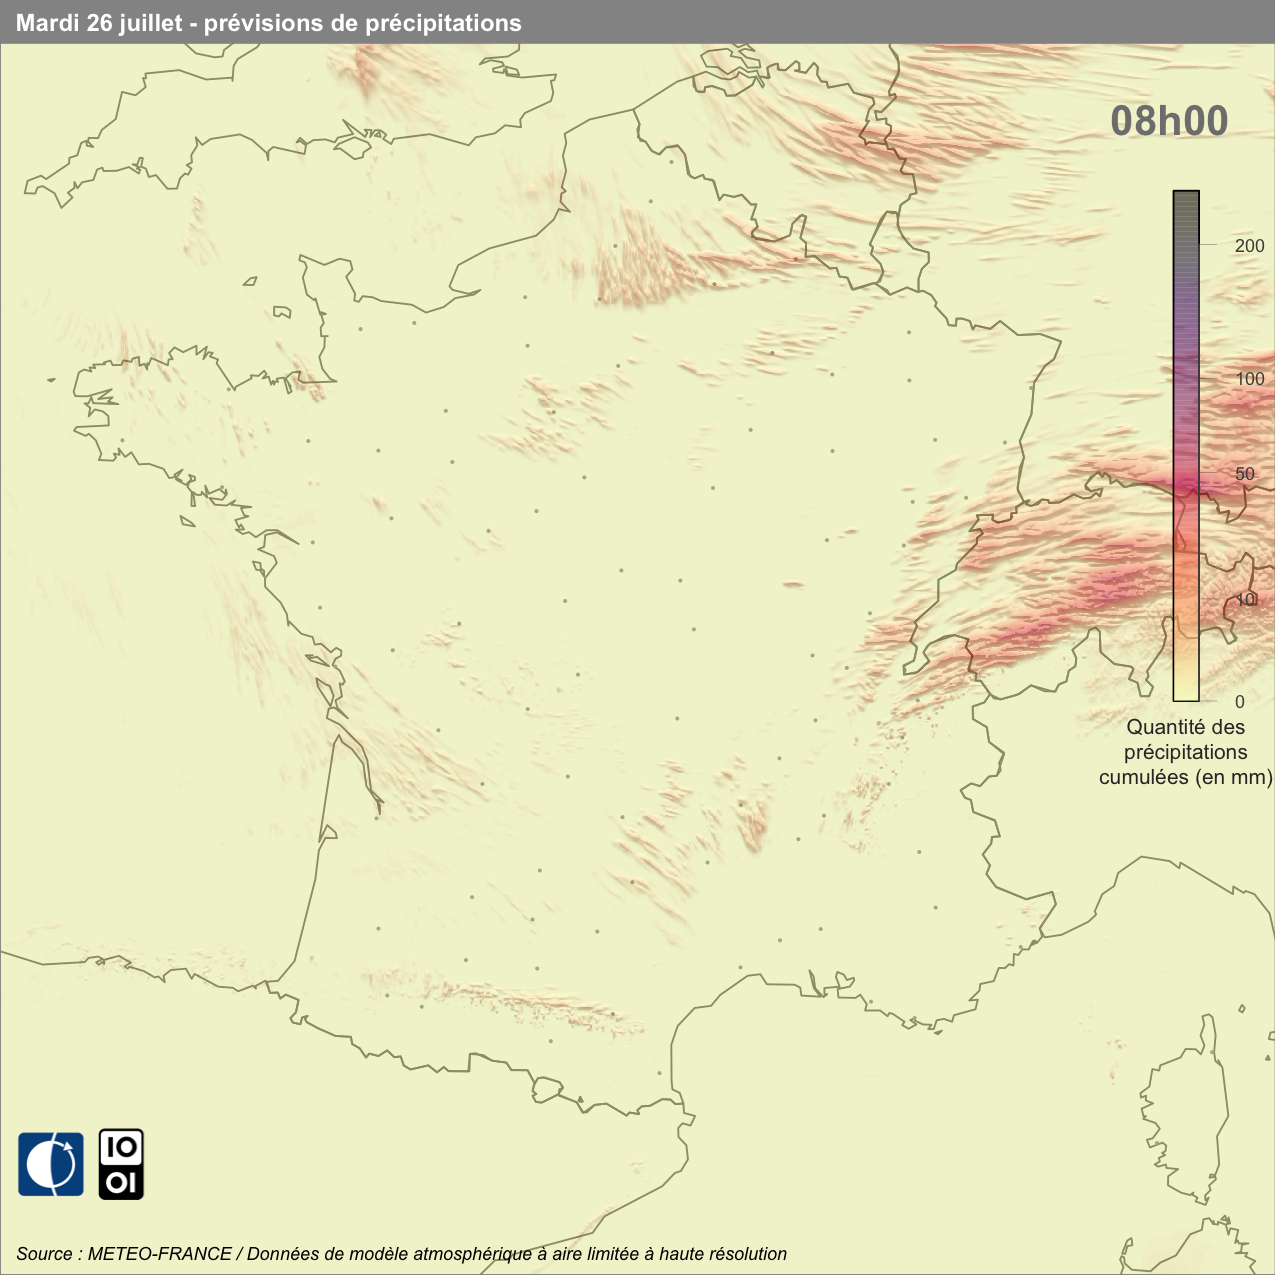 Mardi 26 juillet - prévisions de précipitations
08h00
200
100
50
10
0
Quantité des
précipitations
cumulées (en mm)
IO
OI
Source : METEO-FRANCE / Données de modèle atmosphérique à aire limitée à haute résolution